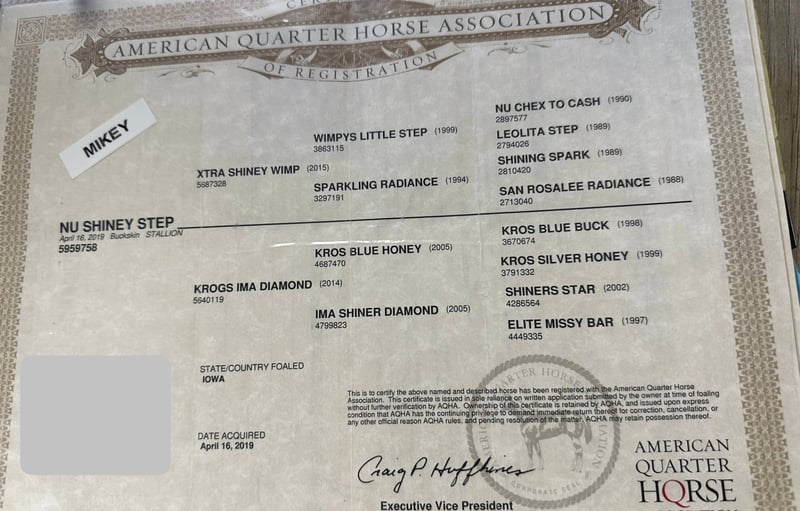 AMERICAN QUARTER HORSE ASSOCIATION
OF REGISTRATION
MIKEY
NU CHEX TO CASH (1990)
2897577
WIMPYS LITTLE STEP (1999)
3863115
LEOLITA STEP (1989)
2794026
XTRA SHINEY WIMP (2015)
5687328
SHINING SPARK (1989)
2810420
SPARKLING RADIANCE (1994)
3297191
SAN ROSALEE RADIANCE (1988)
2713040
NU SHINEY STEP
April 16, 2019 Buckskin STALLION
5959758
KROS BLUE BUCK (1998)
3670674
KROS BLUE HONEY (2005)
4687470
KROS SILVER HONEY (1999)
3791332
KROGS IMA DIAMOND (2014)
5640119
SHINERS STAR (2002)
4286564
IMA SHINER DIAMOND (2005)
4799823
ELITE MISSY BAR (1997)
4449335
STATE/COUNTRY FOALED
IOWA
This is to certify the above named and described horse has been registered with the American Quarter Horse
Association. This certificate is issued in sole reliance on written application submitted by the owner at time of foaling
without further verification by AQHA. Ownership of this certificate is retained by AQHA, and issued upon express
condition that AQHA has the continuing privilege to demand immediate return thereof for correction, cancellation, or
any other official reason AQHA rules, and pending resolution of the matter, AQHA may retain possession thereof.
DATE ACQUIRED
April 16, 2019
Craig P. Huffhines
Executive Vice President
CORPORATE SEAL
AMERICAN
QUARTER
HORSE